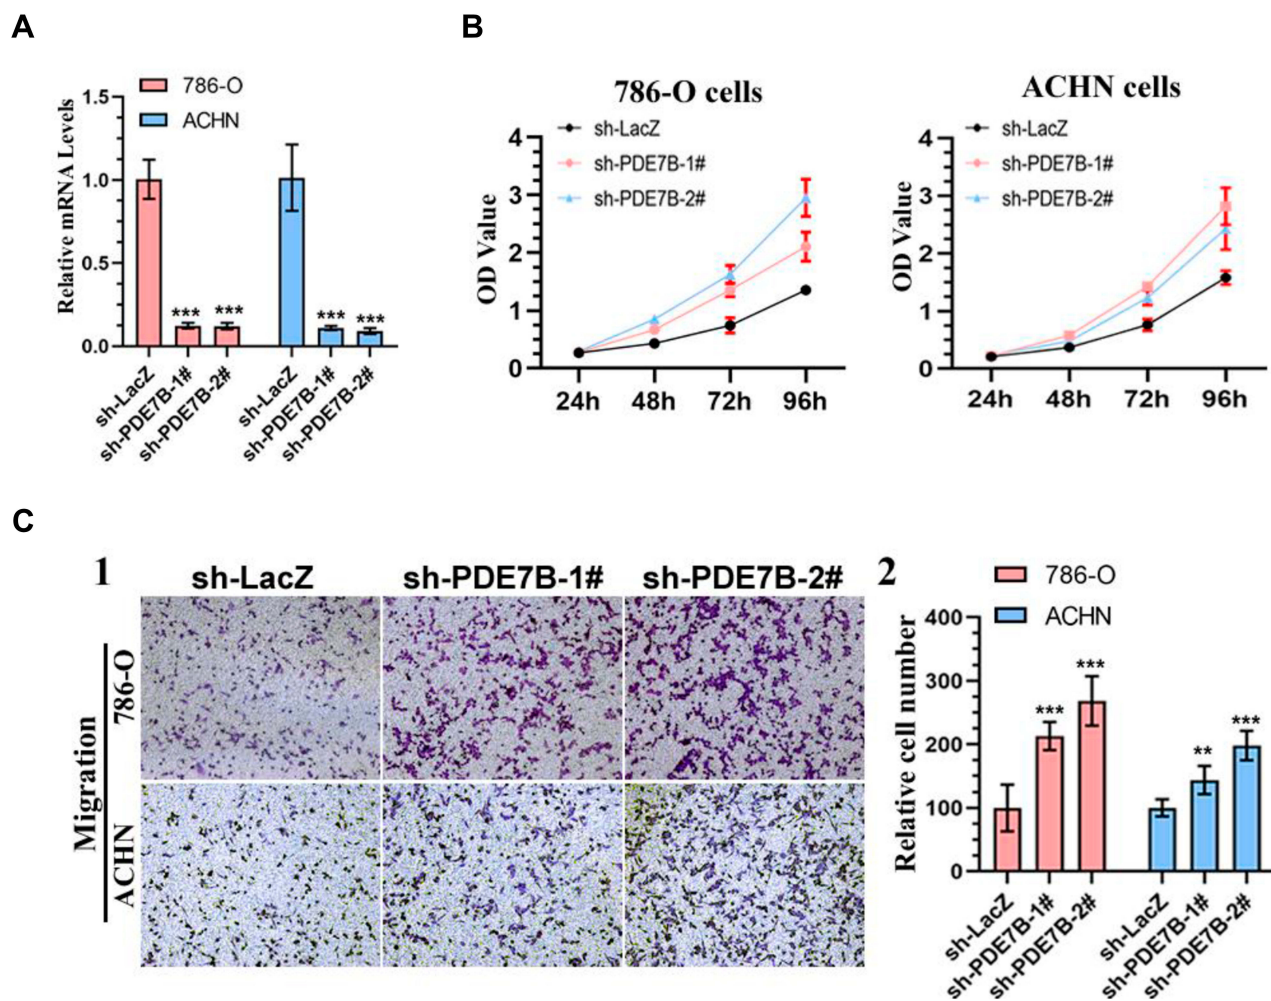 A
786-O
ACHN
Relative mRNA Levels
1.5
1.0
0.5
0.0
***
***
***
***
sh-LacZ
sh-PDE7B-1#
sh-PDE7B-2#
sh-LacZ
sh-PDE7B-1#
sh-PDE7B-2#
B
786-O cells
sh-LacZ
sh-PDE7B-1#
sh-PDE7B-2#
OD Value
4
3
2
1
0
24h 48h 72h 96h
ACHN cells
sh-LacZ
sh-PDE7B-1#
sh-PDE7B-2#
OD Value
4
3
2
1
0
24h 48h 72h 96h
C
1
sh-LacZ sh-PDE7B-1# sh-PDE7B-2#
Migration
786-O
ACHN
2
786-O
ACHN
Relative cell number
400
300
200
100
0
***
***
**
***
sh-LacZ
sh-PDE7B-1#
sh-PDE7B-2#
sh-LacZ
sh-PDE7B-1#
sh-PDE7B-2#